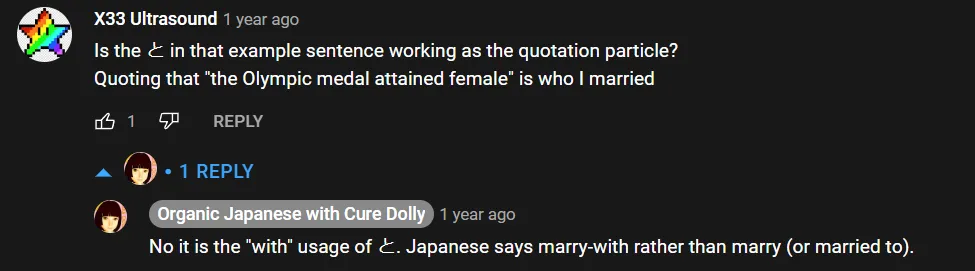 X33 Ultrasound 1 year ago
Is the と in that example sentence working as the quotation particle?
Quoting that "the Olympic medal attained female" is who I married
1 REPLY
• 1 REPLY
Organic Japanese with Cure Dolly 1 year ago
No it is the "with" usage of と. Japanese says marry-with rather than marry (or married to).